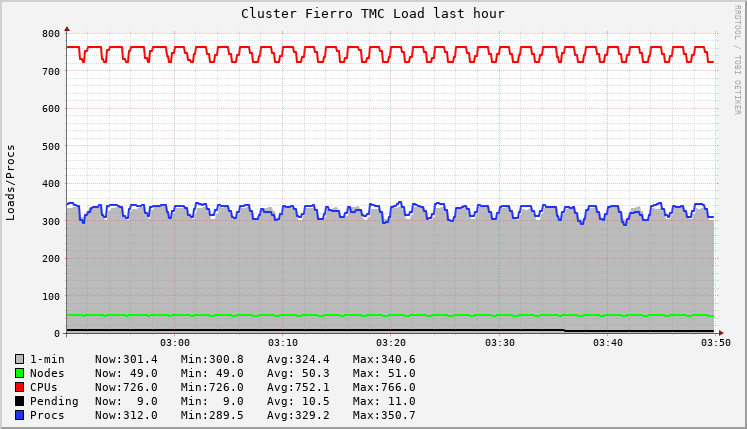 Cluster Fierro TMC Load last hour
RRDTOOL / TOBI OETIKER
Loads/Procs
800
700
600
500
400
300
200
100
0
03:00 03:10 03:20 03:30 03:40 03:50
1-min Now:301.4 Min:300.8 Avg:324.4 Max:340.6
Nodes Now: 49.0 Min: 49.0 Avg: 50.3 Max: 51.0
CPUs Now:726.0 Min:726.0 Avg:752.1 Max:766.0
Pending Now: 9.0 Min: 9.0 Avg: 10.5 Max: 11.0
Procs Now:312.0 Min:289.5 Avg:329.2 Max:350.7